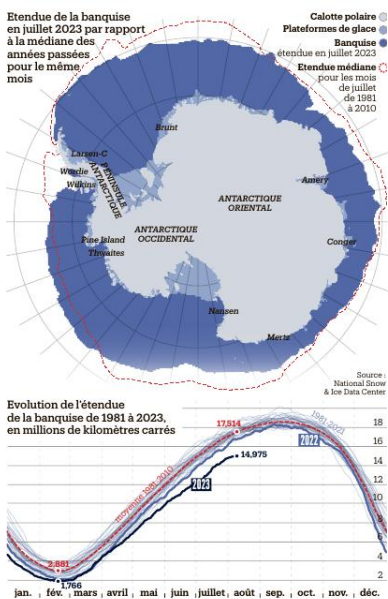 Etendue de la banquise
en juillet 2023 par rapport
à la médiane des
années passées
pour le même
mois
Calotte polaire
Plateformes de glace
Banquise
étendue en juillet 2023
Etendue médiane
pour les mois
de juillet
de 1981
à 2010
Brunt
Larsen-C
Wordie
Wilkins
PÉNINSULE
ANTARCTIQUE
Amery
ANTARCTIQUE
ORIENTAL
ANTARCTIQUE
OCCIDENTAL
Pine Island
Thwaites
Conger
Nansen
Mertz
Source :
National Snow
& Ice Data Center
Evolution de l'étendue
de la banquise de 1981 à 2023,
en millions de kilomètres carrés
17,514
1981-2021
2022
18
16
14,975
14
moyenne 1981-2010
2023
12
10
8
6
4
2,881
2
1,766
jan. fév. mars avril mai juin juillet août sep. oct. nov. déc.